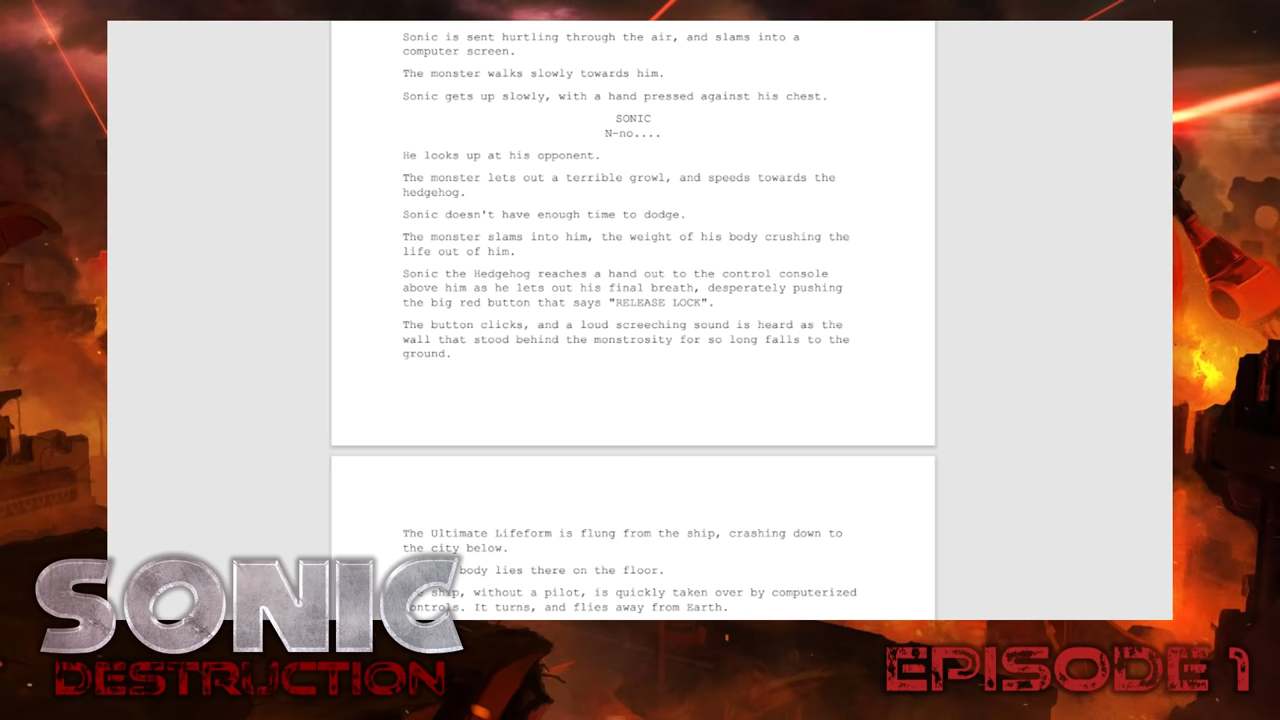 Sonic is sent hurtling through the air, and slams into a
computer screen.
The monster walks slowly towards him.
Sonic gets up slowly, with a hand pressed against his chest.
SONIC
N-no....
He looks up at his opponent.
The monster lets out a terrible growl, and speeds towards the
hedgehog.
Sonic doesn't have enough time to dodge.
The monster slams into him, the weight of his body crushing the
life out of him.
Sonic the Hedgehog reaches a hand out to the control console
above him as he lets out his final breath, desperately pushing
the big red button that says "RELEASE LOCK".
The button clicks, and a loud screeching sound is heard as the
wall that stood behind the monstrosity for so long falls to the
ground.
The Ultimate Lifeform is flung from the ship, crashing down to
the city below.
body lies there on the floor.
ship, without a pilot, is quickly taken over by computerized
controls. It turns, and flies away from Earth.
SONIC
DESTRUCTION
EPISODE 1